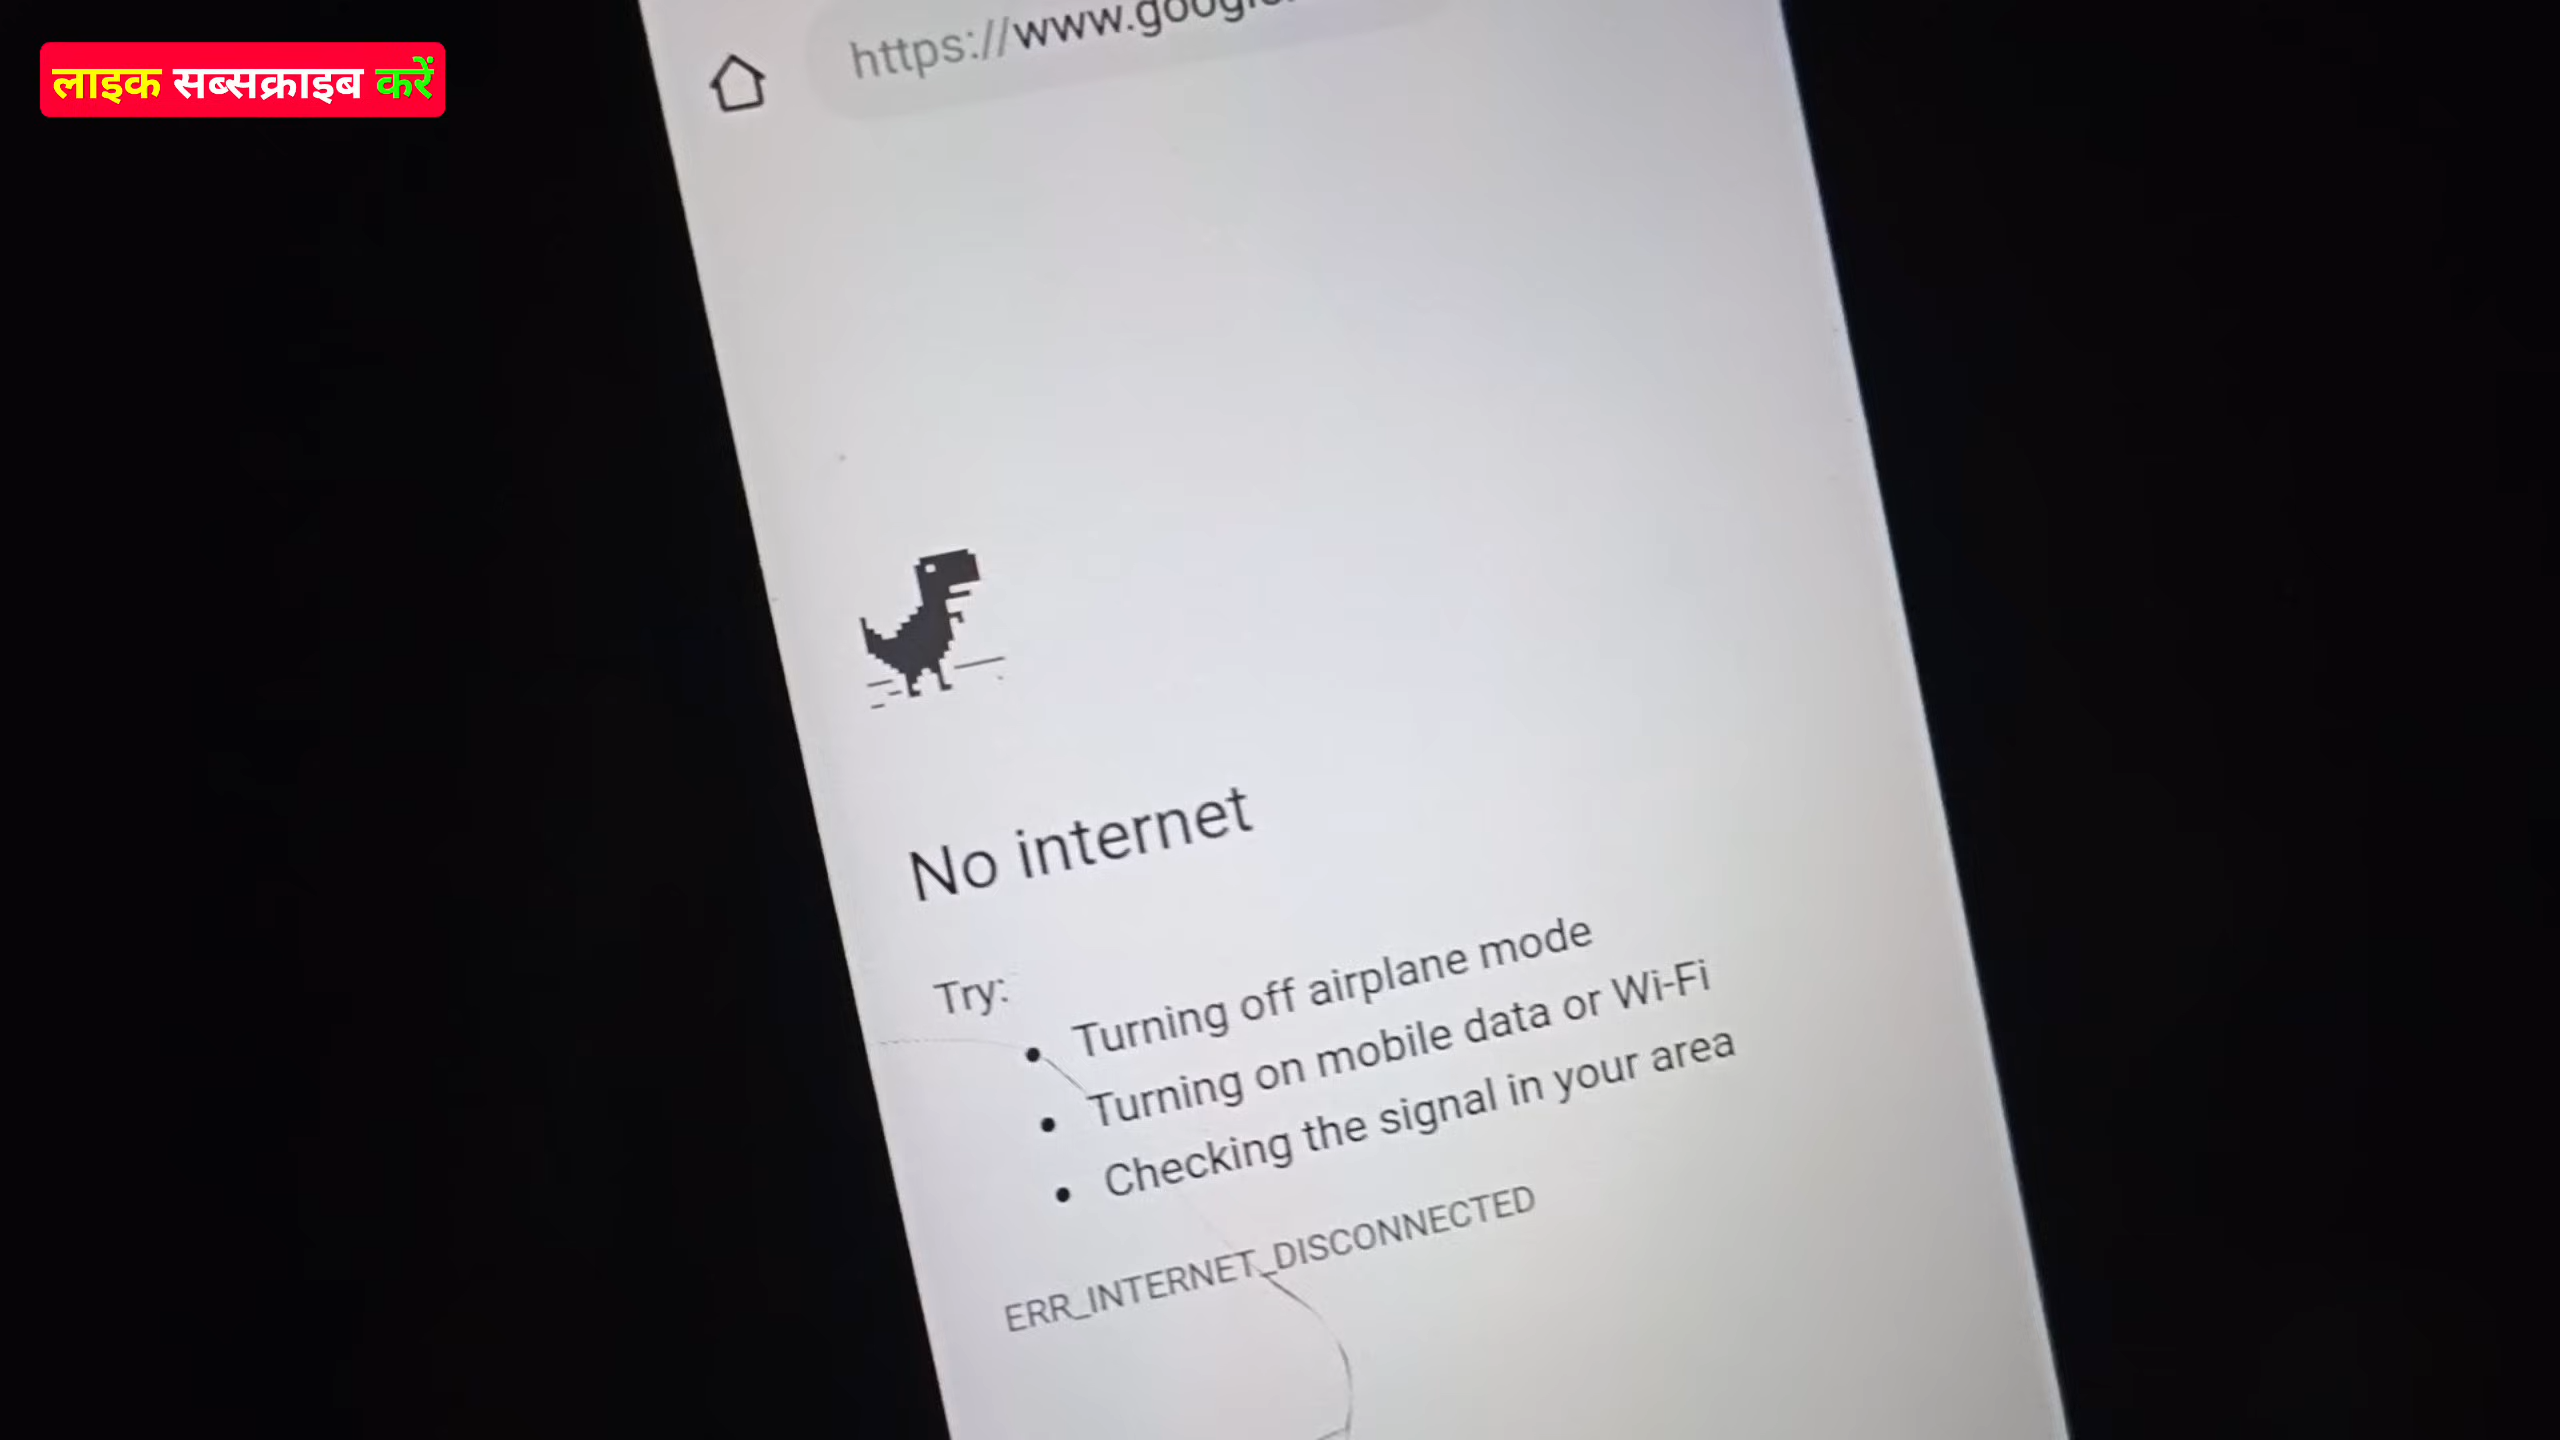 लाइक सब्सक्राइब करें
https://www.google.
No internet
Try:
• Turning off airplane mode
• Turning on mobile data or Wi-Fi
• Checking the signal in your area
ERR_INTERNET_DISCONNECTED